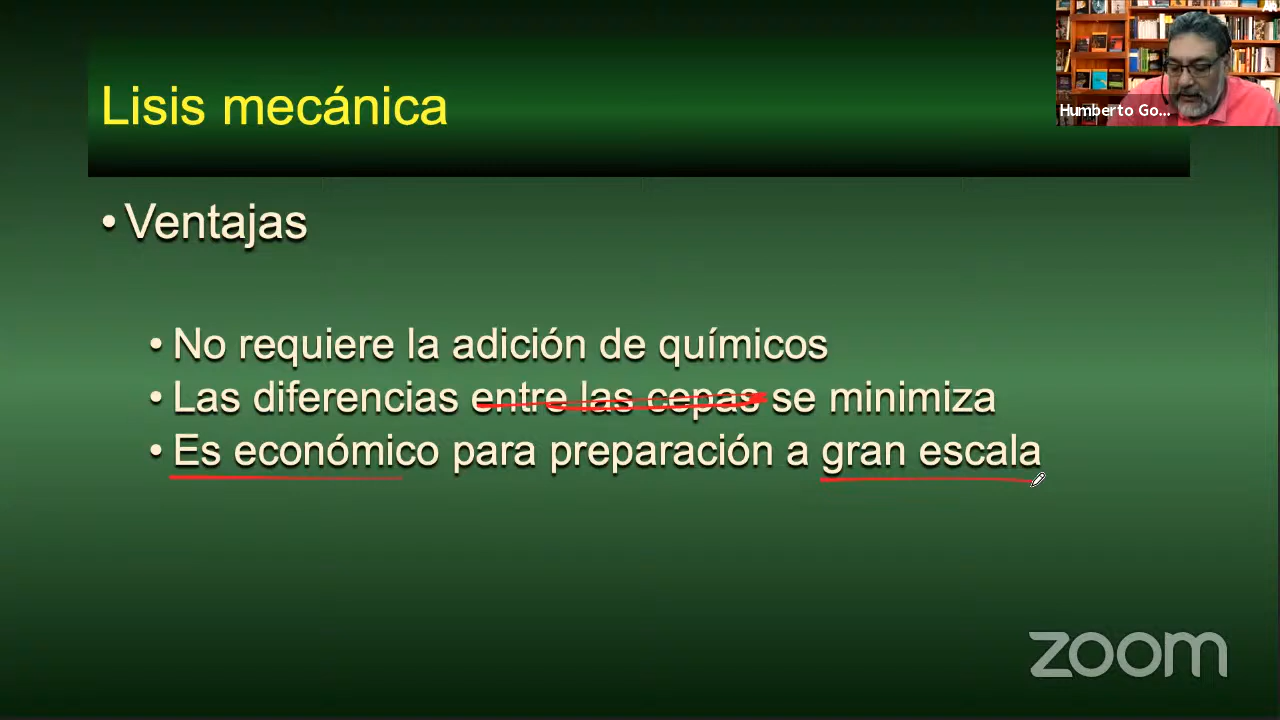 Lisis mecánica
Humberto Go...
• Ventajas
• No requiere la adición de químicos
• Las diferencias entre las cepas se minimiza
• Es económico para preparación a gran escala
zoom